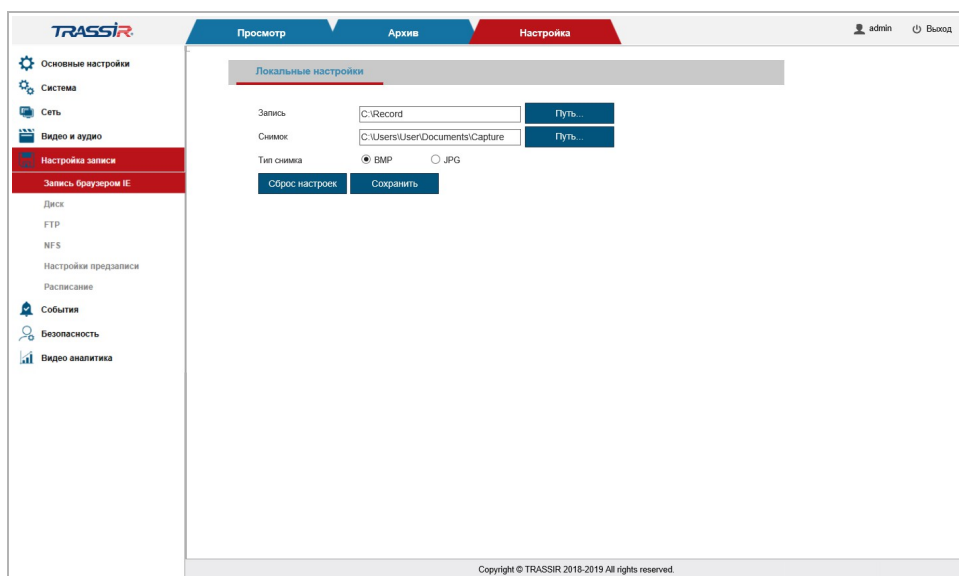 TRASSIR
Просмотр
Архив
Настройка
admin
Выход
Основные настройки
Система
Сеть
Видео и аудио
Настройка записи
Запись браузером IE
Диск
FTP
NFS
Настройки предзаписи
Расписание
События
Безопасность
Видео аналитика
Локальные настройки
Запись C:\Record Путь...
Снимок C:\Users\User\Documents\Capture Путь...
Тип снимка BMP JPG
Сброс настроек Сохранить
Copyright © TRASSIR 2018-2019 All rights reserved.